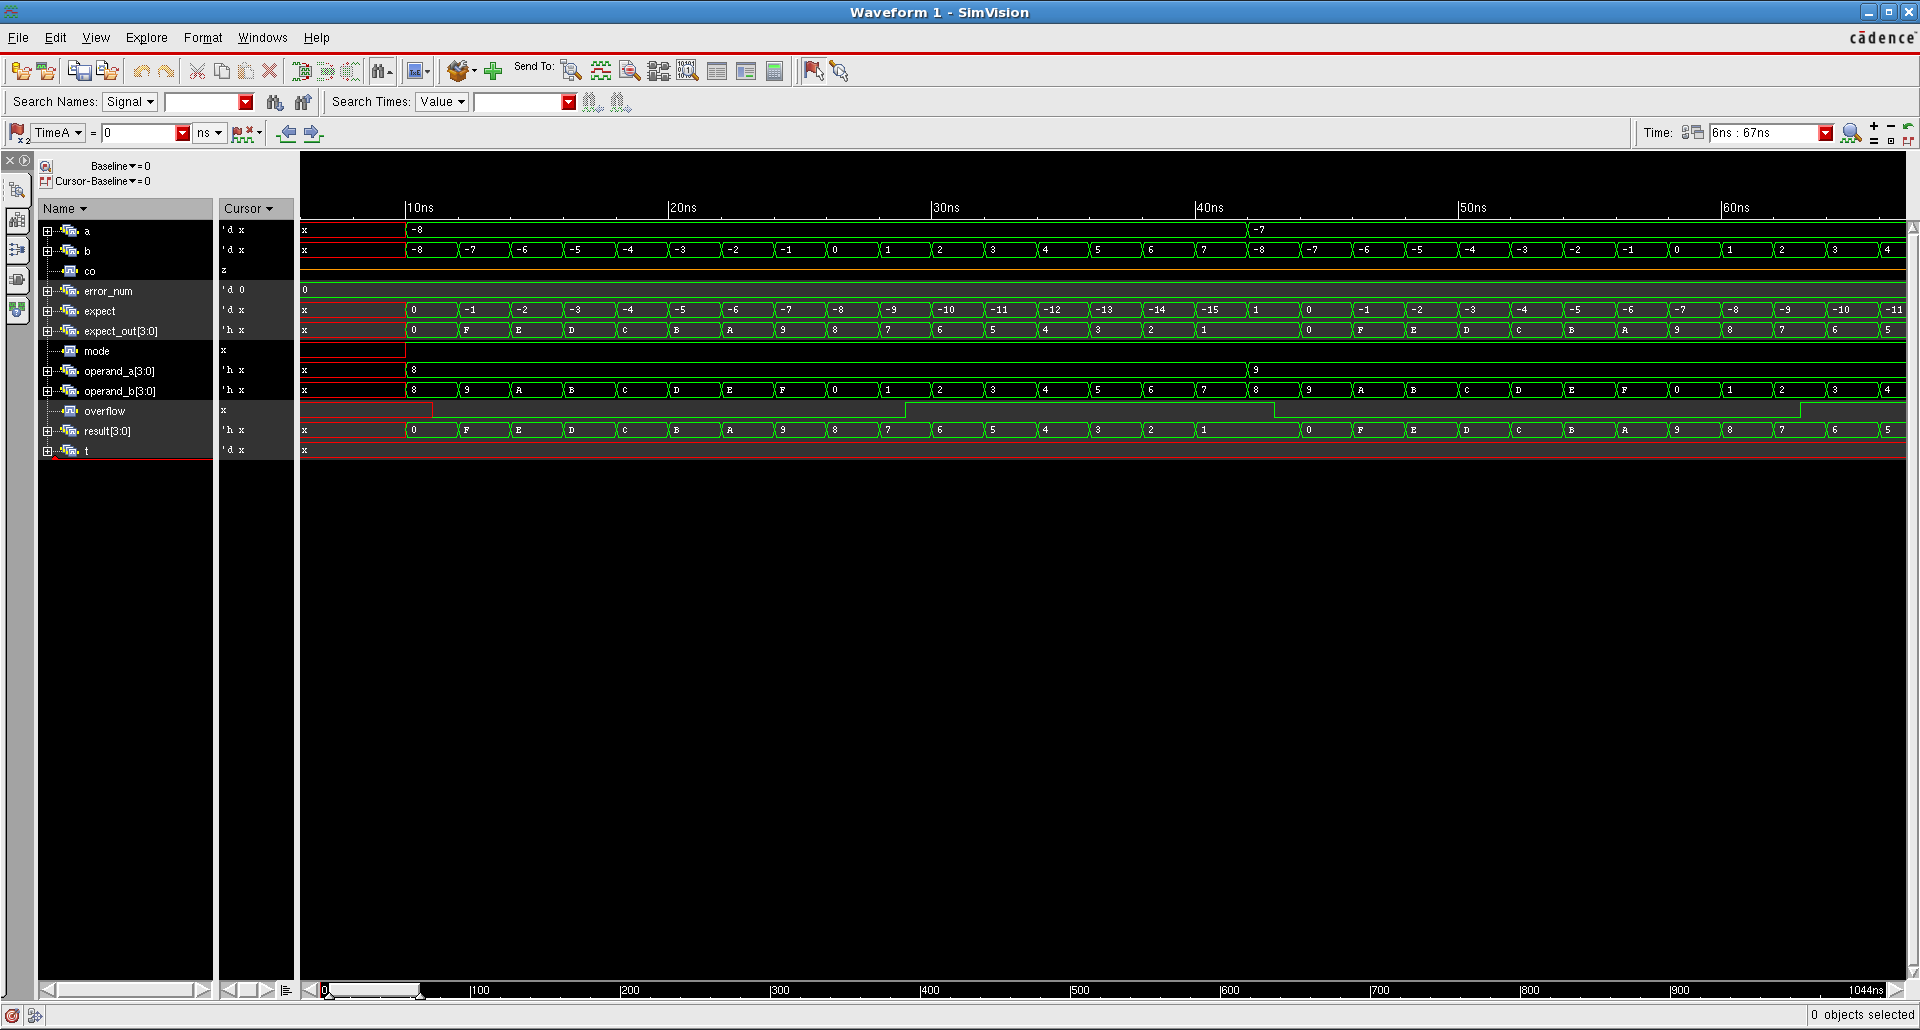 Waveform 1 - SimVision
File Edit View Explore Format Windows Help
cādence
Send To:
Search Names: Signal Search Times: Value
TimeA = 0 ns Time: 6ns : 67ns
Baseline = 0
Cursor-Baseline = 0
Name Cursor 10ns 20ns 30ns 40ns 50ns 60ns
a 'd x x -8 -7
b 'd x x -8 -7 -6 -5 -4 -3 -2 -1 0 1 2 3 4 5 6 7 -8 -7 -6 -5 -4 -3 -2 -1 0 1 2 3 4
co z
error_num 'd 0 0
expect 'd x x 0 -1 -2 -3 -4 -5 -6 -7 -8 -9 -10 -11 -12 -13 -14 -15 1 0 -1 -2 -3 -4 -5 -6 -7 -8 -9 -10 -11
expect_out[3:0] 'h x x 0 F E D C B A 9 8 7 6 5 4 3 2 1 0 F E D C B A 9 8 7 6 5
mode x
operand_a[3:0] 'h x x 8 9
operand_b[3:0] 'h x x 8 9 A B C D E F 0 1 2 3 4 5 6 7 8 9 A B C D E F 0 1 2 3 4
overflow x
result[3:0] 'h x x 0 F E D C B A 9 8 7 6 5 4 3 2 1 0 F E D C B A 9 8 7 6 5
t 'd x x
0 100 200 300 400 500 600 700 800 900 1044ns
0 objects selected